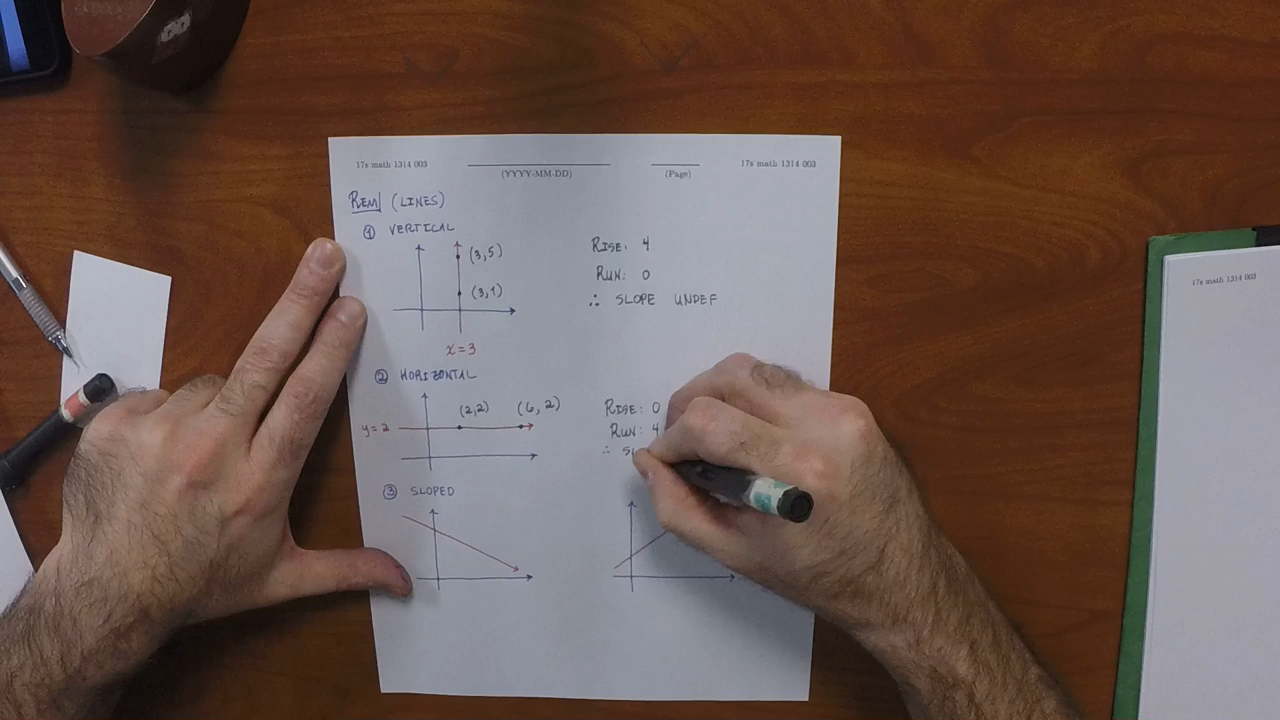 17s math 1314 003
(YYYY-MM-DD)
(Page)
17s math 1314 003
REM (LINES)
① VERTICAL
(3,5)
(3,1)
x=3
RISE: 4
RUN: 0
∴ SLOPE UNDEF
② HORIZONTAL
(2,2) (6,2)
y=2
RISE: 0
RUN: 4
∴ SL
③ SLOPED
17s math 1314 003